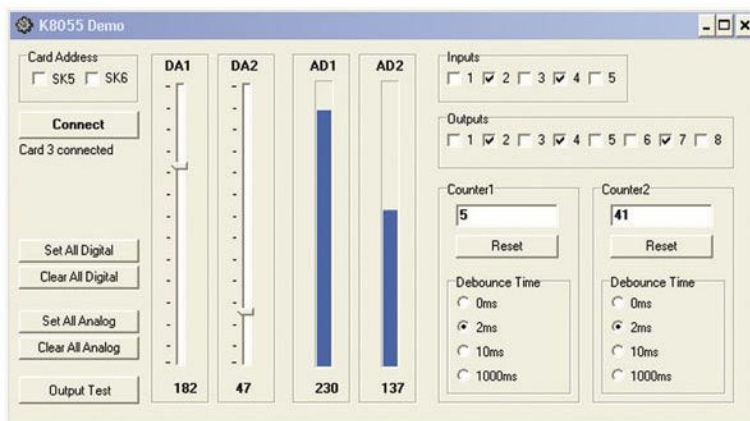 K8055 Demo
Card Address
SK5 SK6
Connect
Card 3 connected
Set All Digital
Clear All Digital
Set All Analog
Clear All Analog
Output Test
DA1
182
DA2
47
AD1
230
AD2
137
Inputs
1 2 3 4 5
Outputs
1 2 3 4 5 6 7 8
Counter1
5
Reset
Debounce Time
0ms
2ms
10ms
1000ms
Counter2
41
Reset
Debounce Time
0ms
2ms
10ms
1000ms